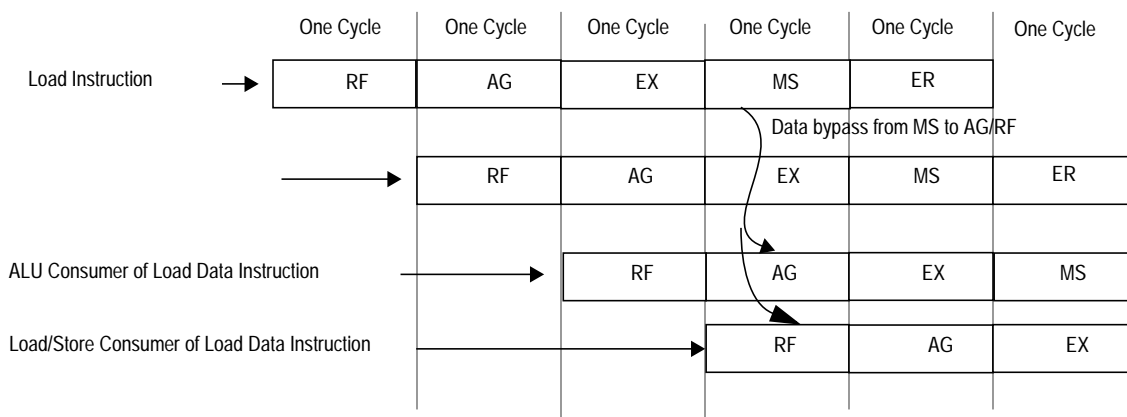 One Cycle One Cycle One Cycle One Cycle One Cycle One Cycle
Load Instruction RF AG EX MS ER
Data bypass from MS to AG/RF
RF AG EX MS ER
ALU Consumer of Load Data Instruction RF AG EX MS
Load/Store Consumer of Load Data Instruction RF AG EX